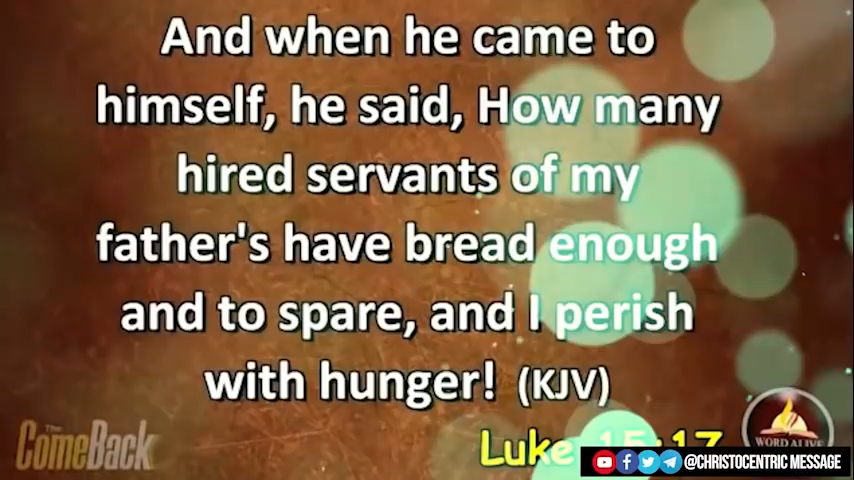 And when he came to
himself, he said, How many
hired servants of my
father's have bread enough
and to spare, and I perish
with hunger! (KJV)
Luke 15:17
The
ComeBack
WORD ALIVE
@CHRISTOCENTRIC MESSAGE